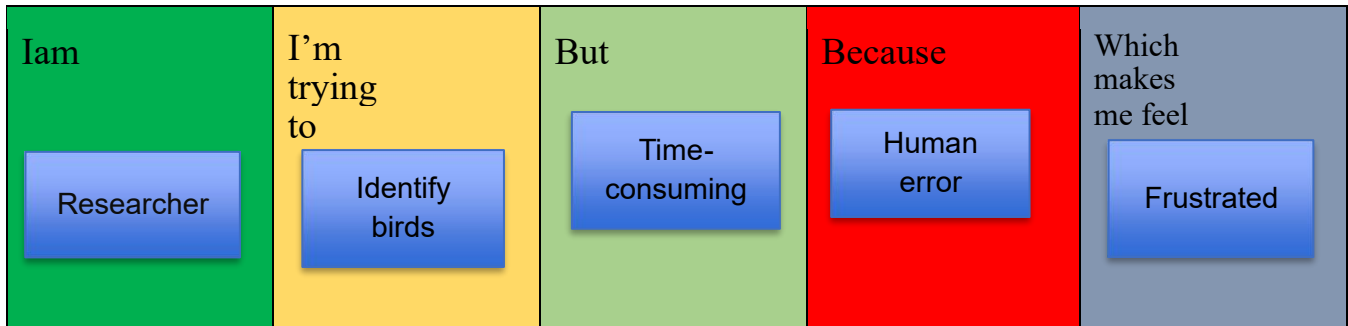 Iam
Researcher
I’m
trying
to
Identify
birds
But
Time-
consuming
Because
Human
error
Which
makes
me feel
Frustrated